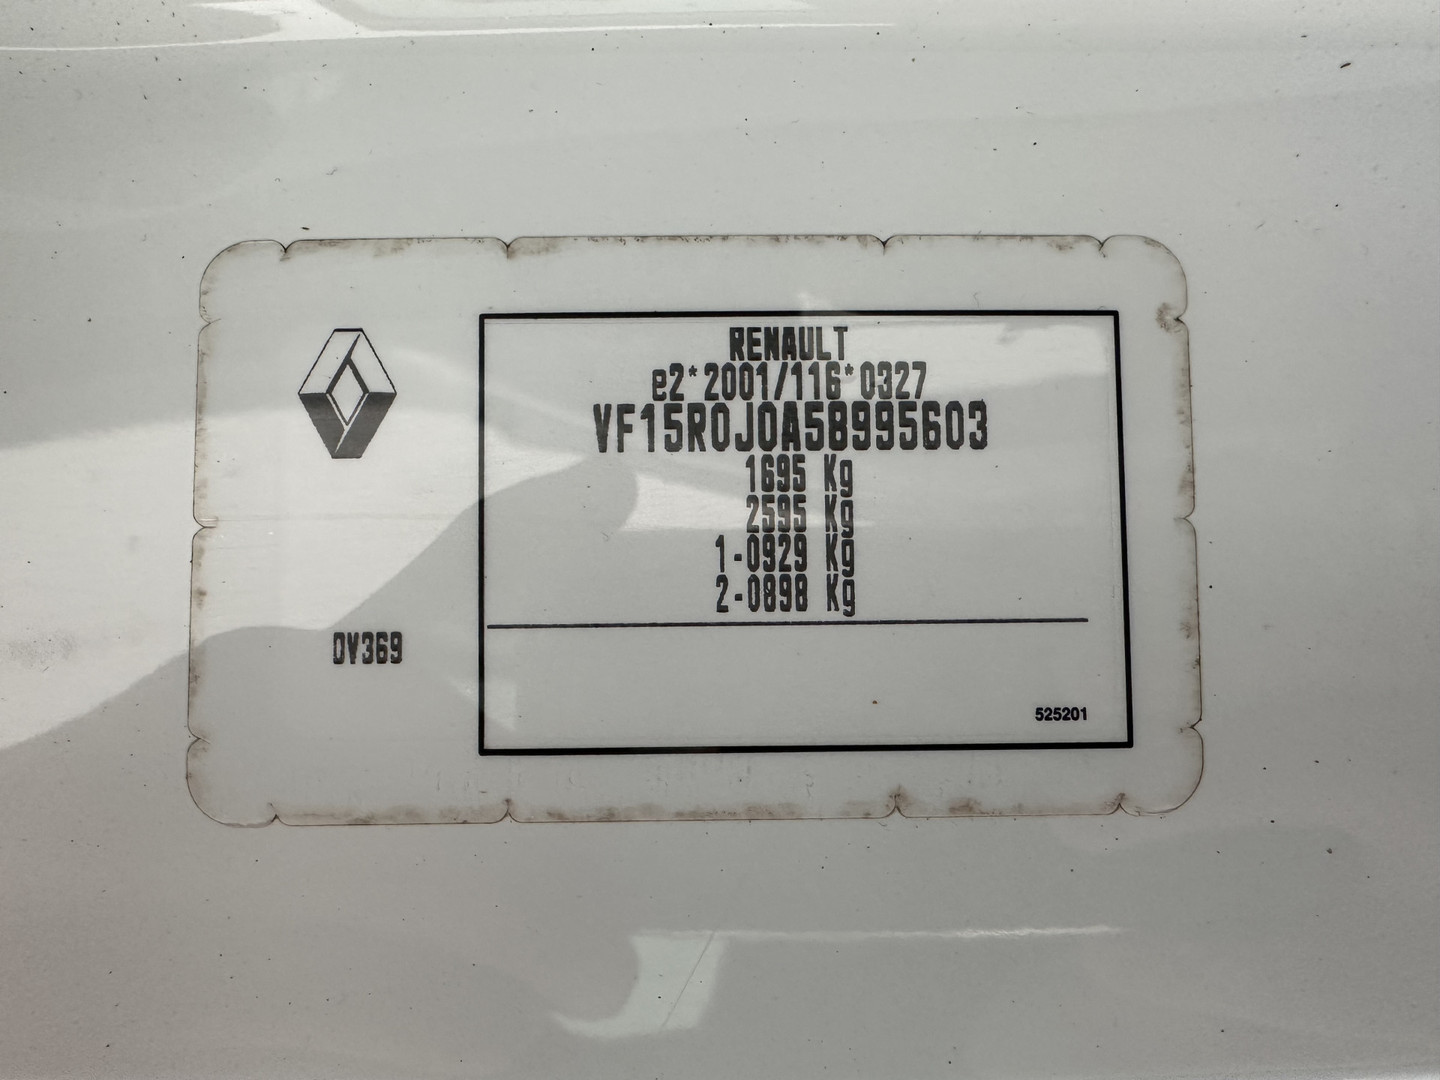 RENAULT
e2*2001/116*0327
VF15R0J0A58995603
1695 Kg
2595 Kg
1-0929 Kg
2-0898 Kg
DV369
525201